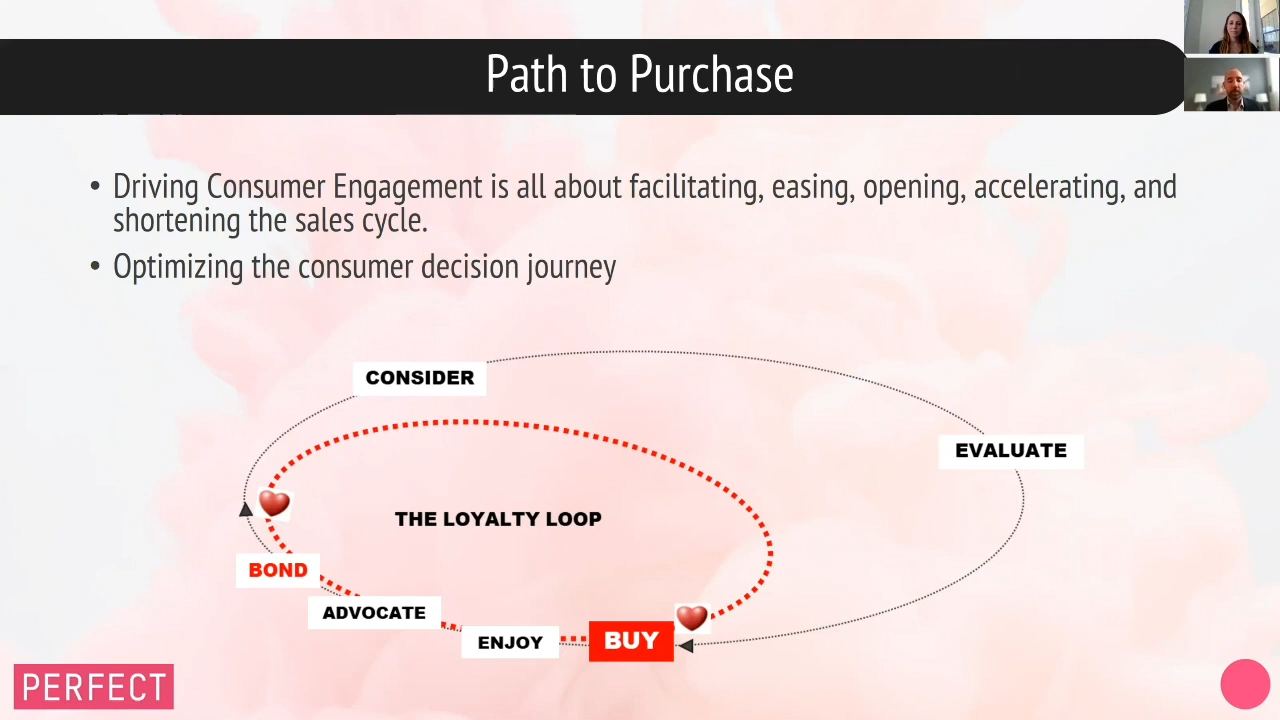 Path to Purchase
• Driving Consumer Engagement is all about facilitating, easing, opening, accelerating, and
shortening the sales cycle.
• Optimizing the consumer decision journey
CONSIDER
EVALUATE
THE LOYALTY LOOP
BOND
ADVOCATE
ENJOY
BUY
PERFECT